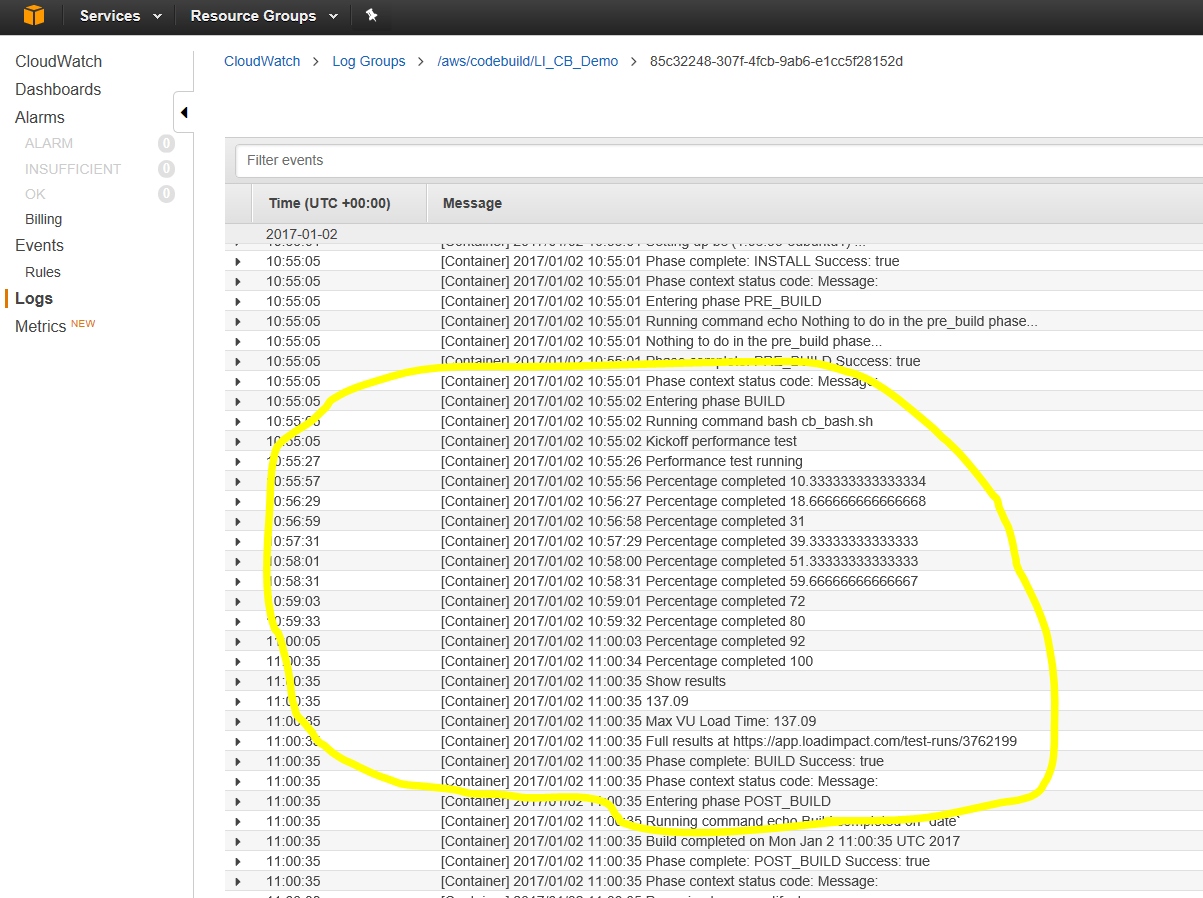 Services Resource Groups
CloudWatch
Dashboards
Alarms
ALARM 0
INSUFFICIENT 0
OK 0
Billing
Events
Rules
Logs
Metrics NEW
CloudWatch > Log Groups > /aws/codebuild/LI_CB_Demo > 85c32248-307f-4fcb-9ab6-e1cc5f28152d
Filter events
Time (UTC +00:00) Message
2017-01-02
10:55:05 [Container] 2017/01/02 10:55:01 Phase complete: INSTALL Success: true
10:55:05 [Container] 2017/01/02 10:55:01 Phase context status code: Message:
10:55:05 [Container] 2017/01/02 10:55:01 Entering phase PRE_BUILD
10:55:05 [Container] 2017/01/02 10:55:01 Running command echo Nothing to do in the pre_build phase...
10:55:05 [Container] 2017/01/02 10:55:01 Nothing to do in the pre_build phase...
10:55:05 [Container] 2017/01/02 10:55:01 Phase complete: PRE_BUILD Success: true
10:55:05 [Container] 2017/01/02 10:55:01 Phase context status code: Message:
10:55:05 [Container] 2017/01/02 10:55:02 Entering phase BUILD
10:55:05 [Container] 2017/01/02 10:55:02 Running command bash cb_bash.sh
10:55:05 [Container] 2017/01/02 10:55:02 Kickoff performance test
10:55:27 [Container] 2017/01/02 10:55:26 Performance test running
10:55:57 [Container] 2017/01/02 10:55:56 Percentage completed 10.333333333333334
10:56:29 [Container] 2017/01/02 10:56:27 Percentage completed 18.666666666666668
10:56:59 [Container] 2017/01/02 10:56:58 Percentage completed 31
10:57:31 [Container] 2017/01/02 10:57:29 Percentage completed 39.33333333333333
10:58:01 [Container] 2017/01/02 10:58:00 Percentage completed 51.33333333333333
10:58:31 [Container] 2017/01/02 10:58:31 Percentage completed 59.66666666666667
10:59:03 [Container] 2017/01/02 10:59:01 Percentage completed 72
10:59:33 [Container] 2017/01/02 10:59:32 Percentage completed 80
11:00:05 [Container] 2017/01/02 11:00:03 Percentage completed 92
11:00:35 [Container] 2017/01/02 11:00:34 Percentage completed 100
11:00:35 [Container] 2017/01/02 11:00:35 Show results
11:00:35 [Container] 2017/01/02 11:00:35 137.09
11:00:35 [Container] 2017/01/02 11:00:35 Max VU Load Time: 137.09
11:00:35 [Container] 2017/01/02 11:00:35 Full results at https://app.loadimpact.com/test-runs/3762199
11:00:35 [Container] 2017/01/02 11:00:35 Phase complete: BUILD Success: true
11:00:35 [Container] 2017/01/02 11:00:35 Phase context status code: Message:
11:00:35 [Container] 2017/01/02 11:00:35 Entering phase POST_BUILD
11:00:35 [Container] 2017/01/02 11:00:35 Running command echo Build completed on `date`
11:00:35 [Container] 2017/01/02 11:00:35 Build completed on Mon Jan 2 11:00:35 UTC 2017
11:00:35 [Container] 2017/01/02 11:00:35 Phase complete: POST_BUILD Success: true
11:00:35 [Container] 2017/01/02 11:00:35 Phase context status code: Message: